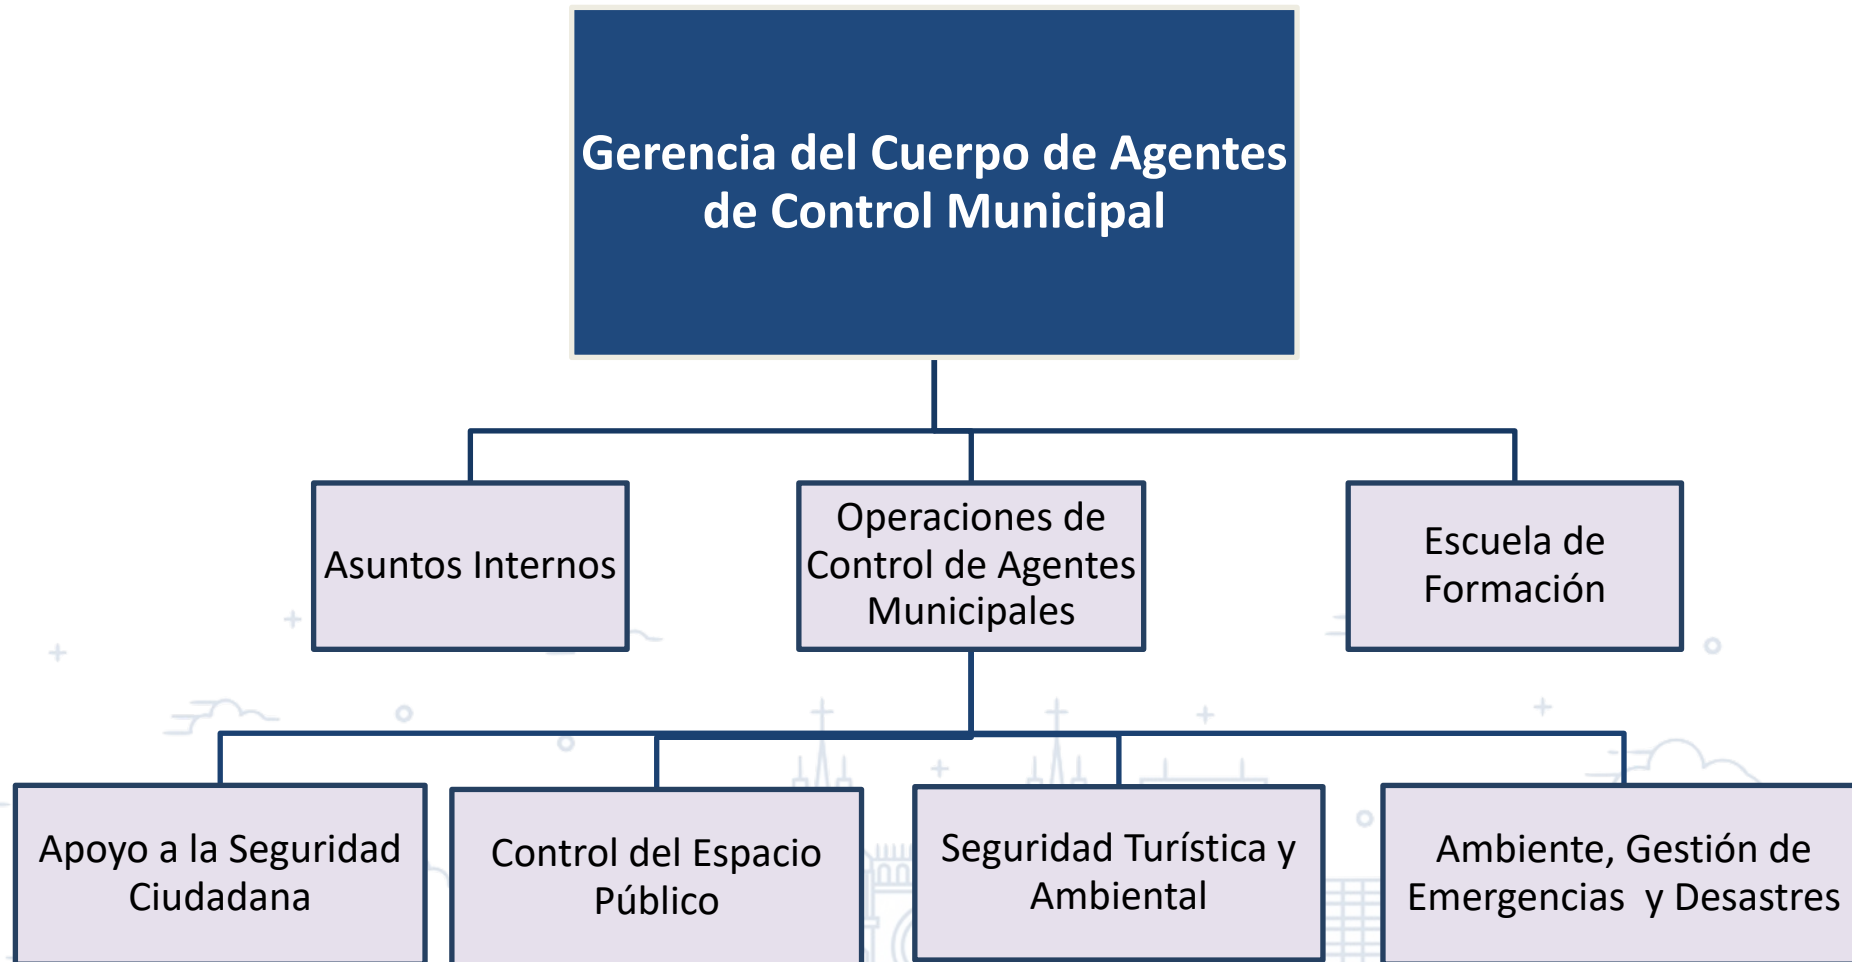 Gerencia del Cuerpo de Agentes
de Control Municipal
Asuntos Internos
Operaciones de
Control de Agentes
Municipales
Escuela de
Formación
Apoyo a la Seguridad
Ciudadana
Control del Espacio
Público
Seguridad Turística y
Ambiental
Ambiente, Gestión de
Emergencias  y Desastres